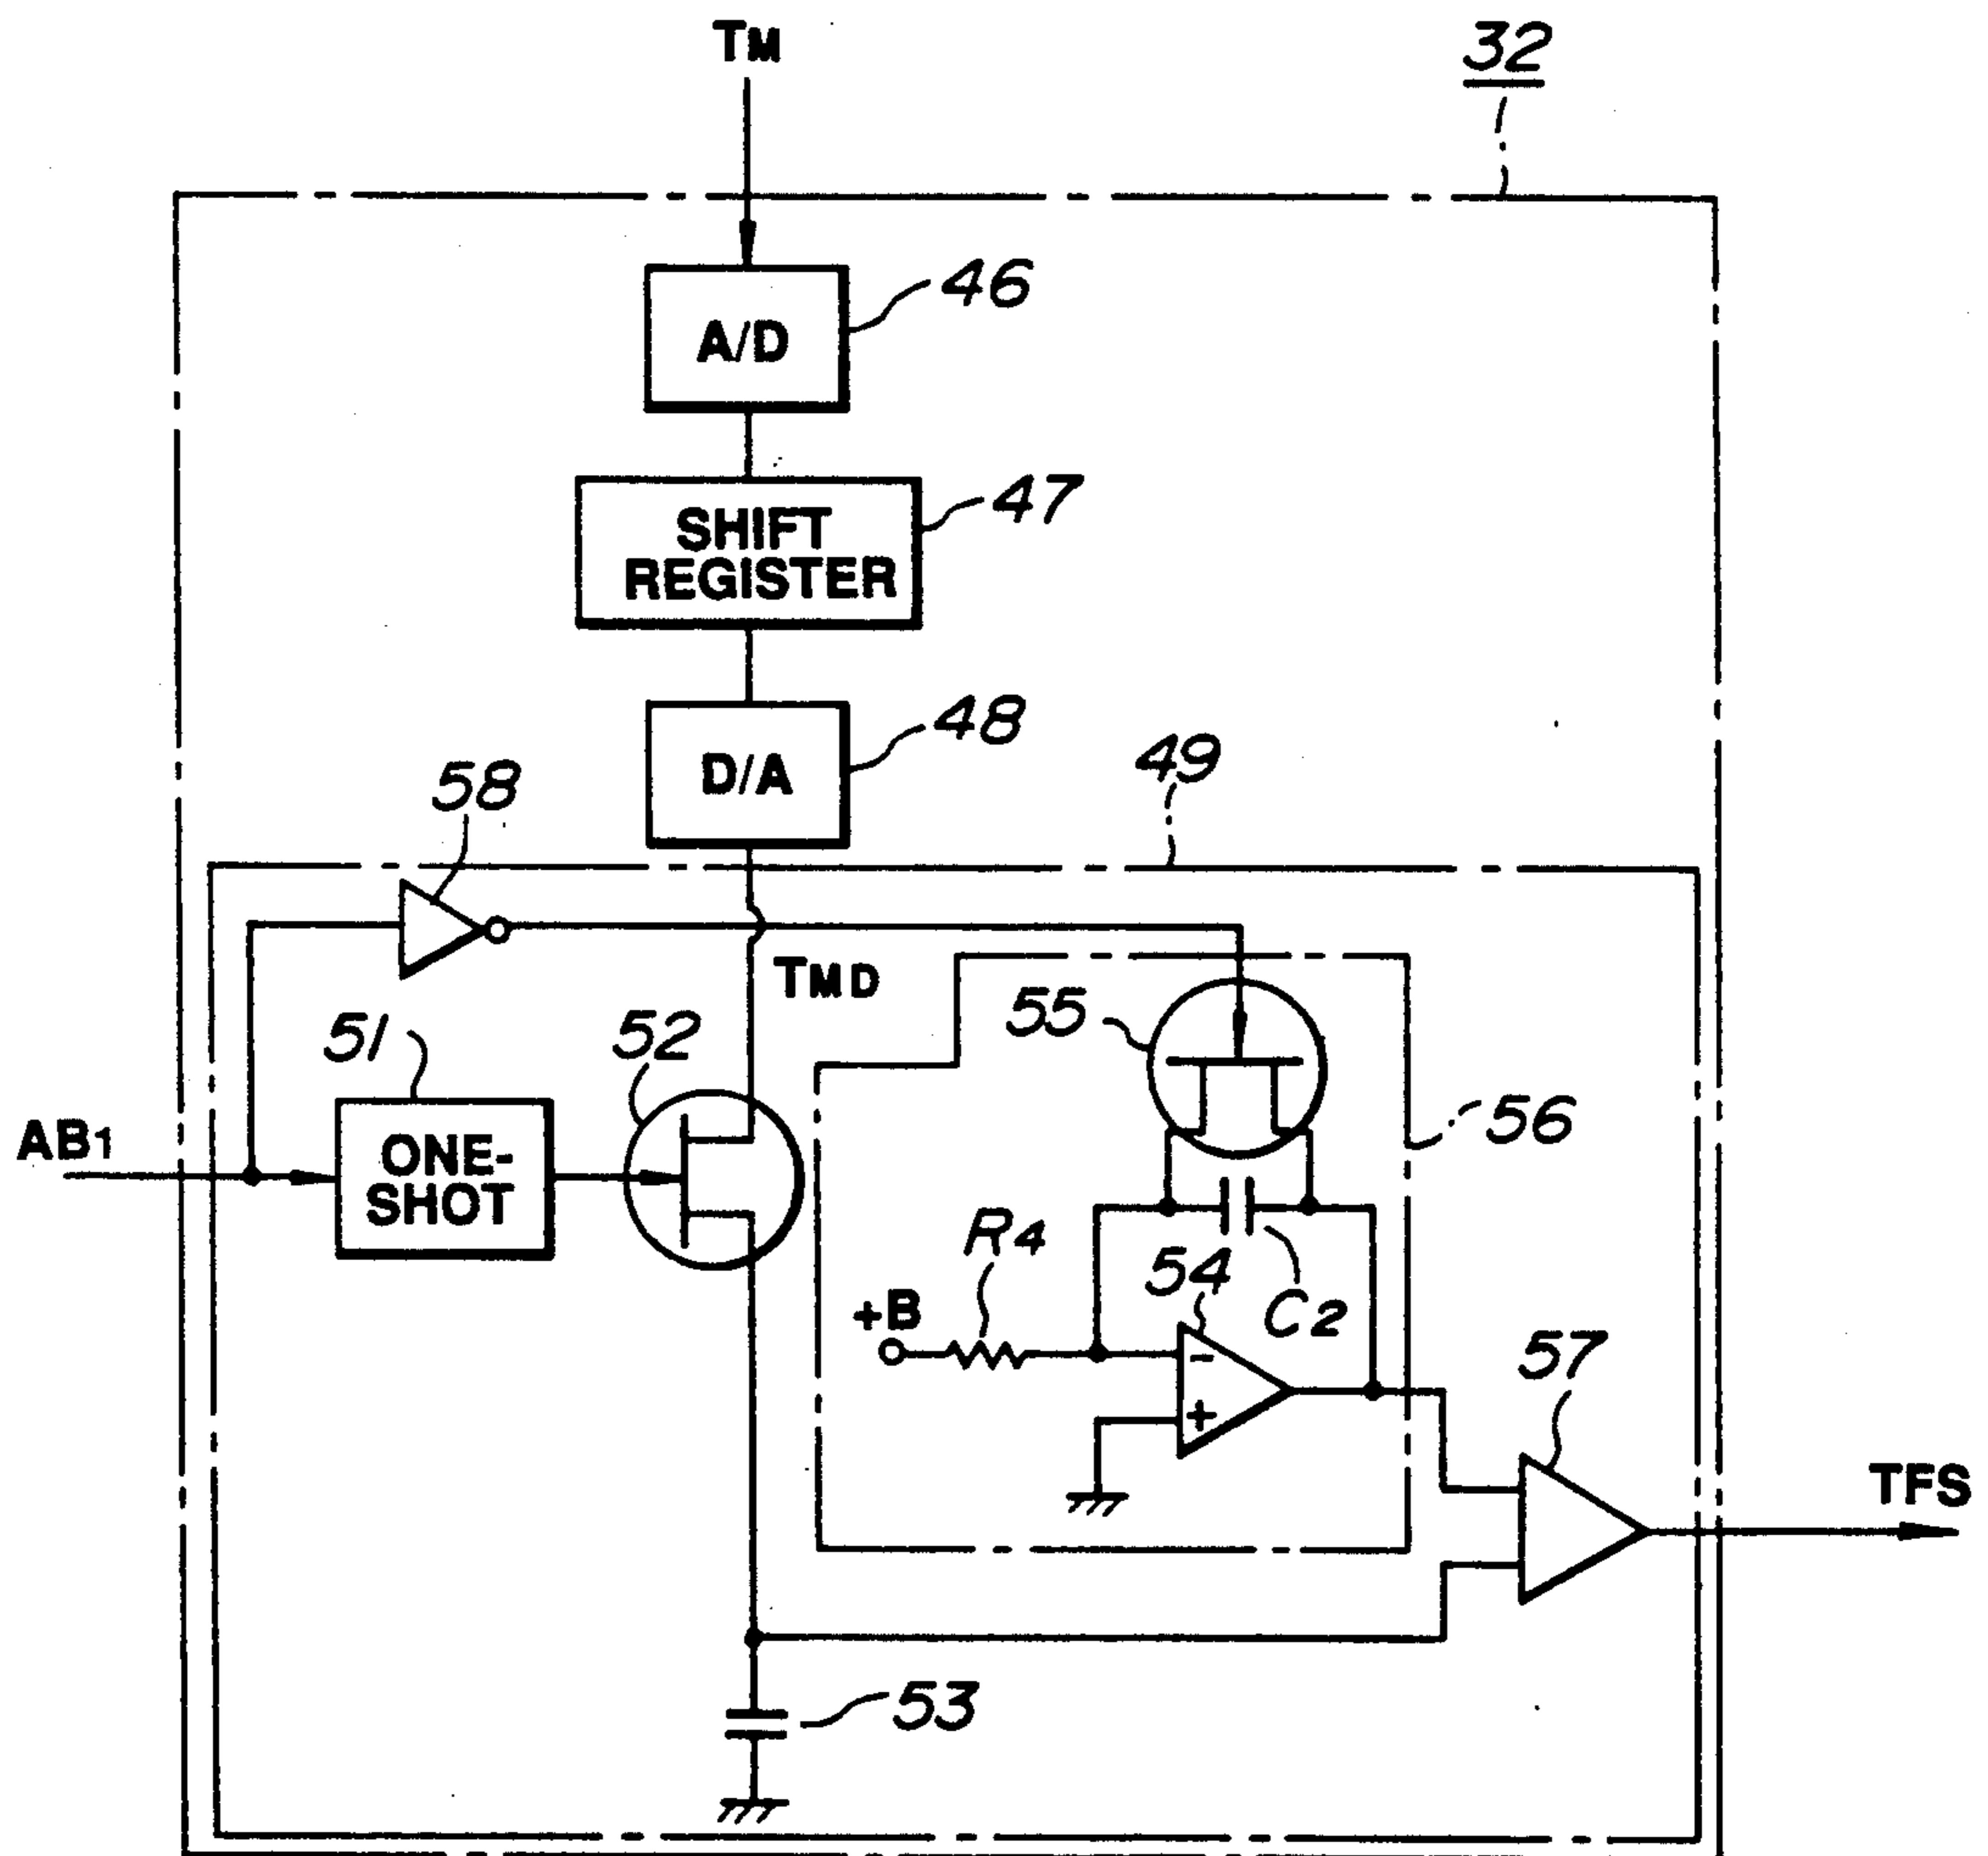 TM
32
A/D
46
SHIFT
REGISTER
47
D/A
48
49
58
TMD
55
51
52
56
AB1
ONE-
SHOT
R4
54
C2
+B
-
+
57
TFS
53